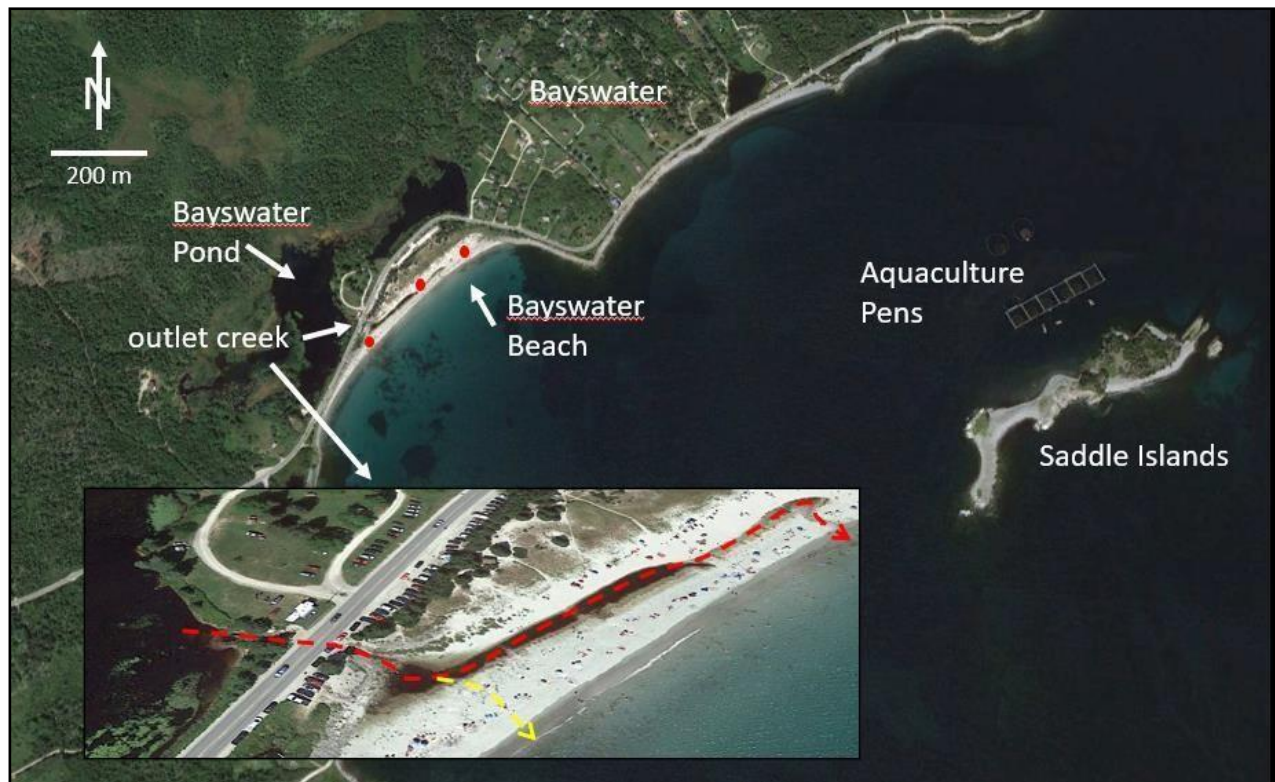 N
200 m
Bayswater
Bayswater
Pond
outlet creek
Bayswater
Beach
Aquaculture
Pens
Saddle Islands